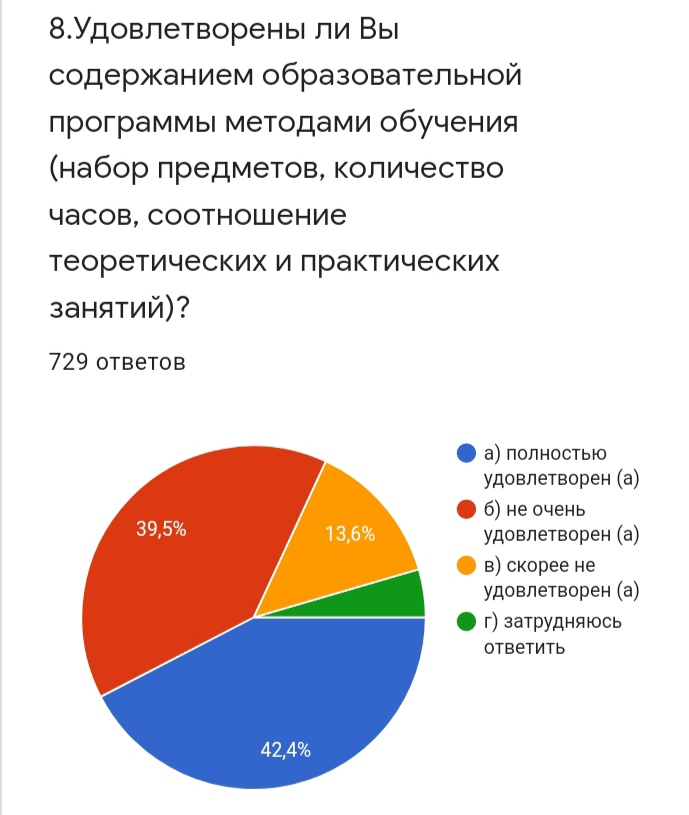 8.Удовлетворены ли Вы
содержанием образовательной
программы методами обучения
(набор предметов, количество
часов, соотношение
теоретических и практических
занятий)?
729 ответов
а) полностью
удовлетворен (а)
б) не очень
удовлетворен (а)
в) скорее не
удовлетворен (а)
г) затрудняюсь
ответить
39,5%
13,6%
42,4%